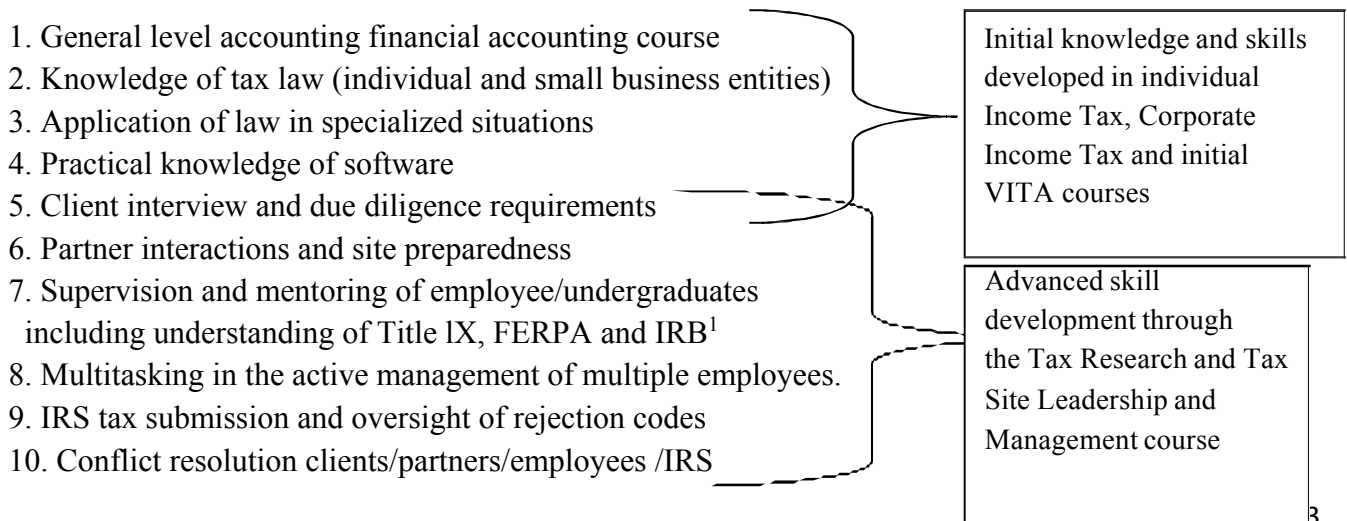 1. General level accounting financial accounting course
2. Knowledge of tax law (individual and small business entities)
3. Application of law in specialized situations
4. Practical knowledge of software
5. Client interview and due diligence requirements
6. Partner interactions and site preparedness
7. Supervision and mentoring of employee/undergraduates
including understanding of Title lX, FERPA and IRB1
8. Multitasking in the active management of multiple employees.
9. IRS tax submission and oversight of rejection codes
10. Conflict resolution clients/partners/employees /IRS
Initial knowledge and skills
developed in individual
Income Tax, Corporate
Income Tax and initial
VITA courses
Advanced skill
development through
the Tax Research and Tax
Site Leadership and
Management course
3